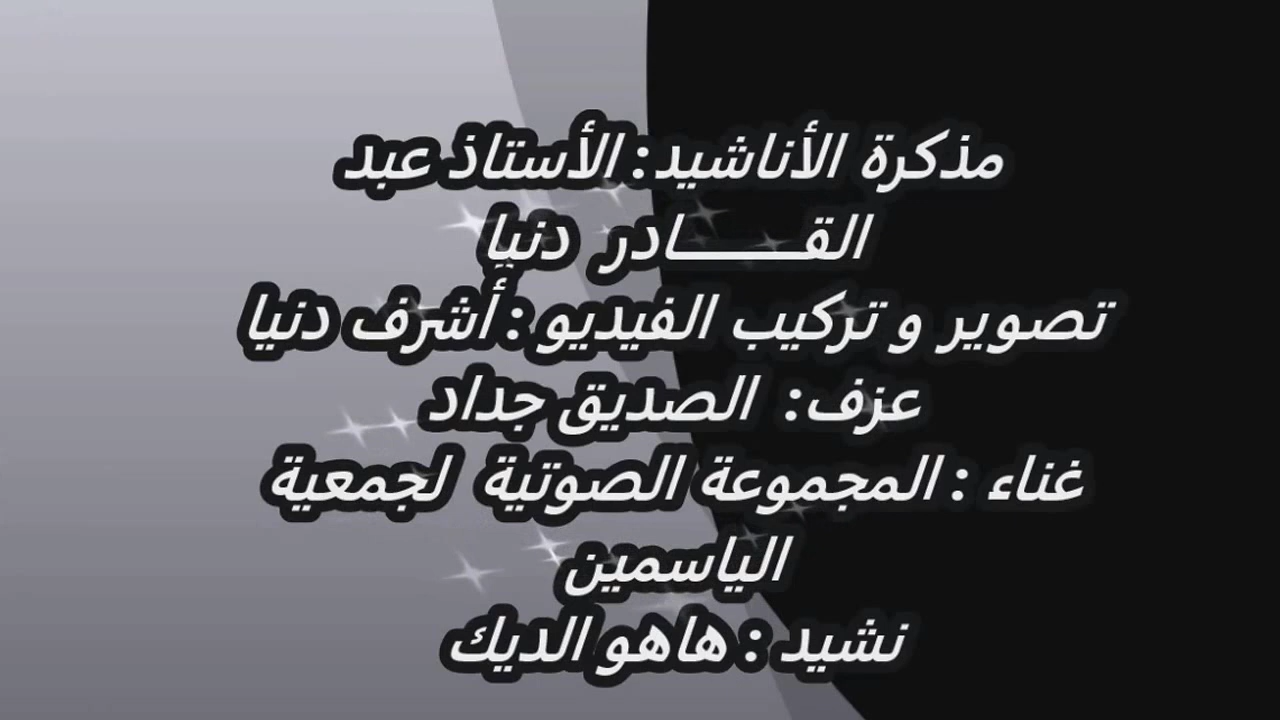 مذكرة الأناشيد: الأستاذ عبد
القـــــــادر دنيا
تصوير و تركيب الفيديو : أشرف دنيا
عزف: الصديق جداد
غناء : المجموعة الصوتية لجمعية
الياسمين
نشيد : هاهو الديك